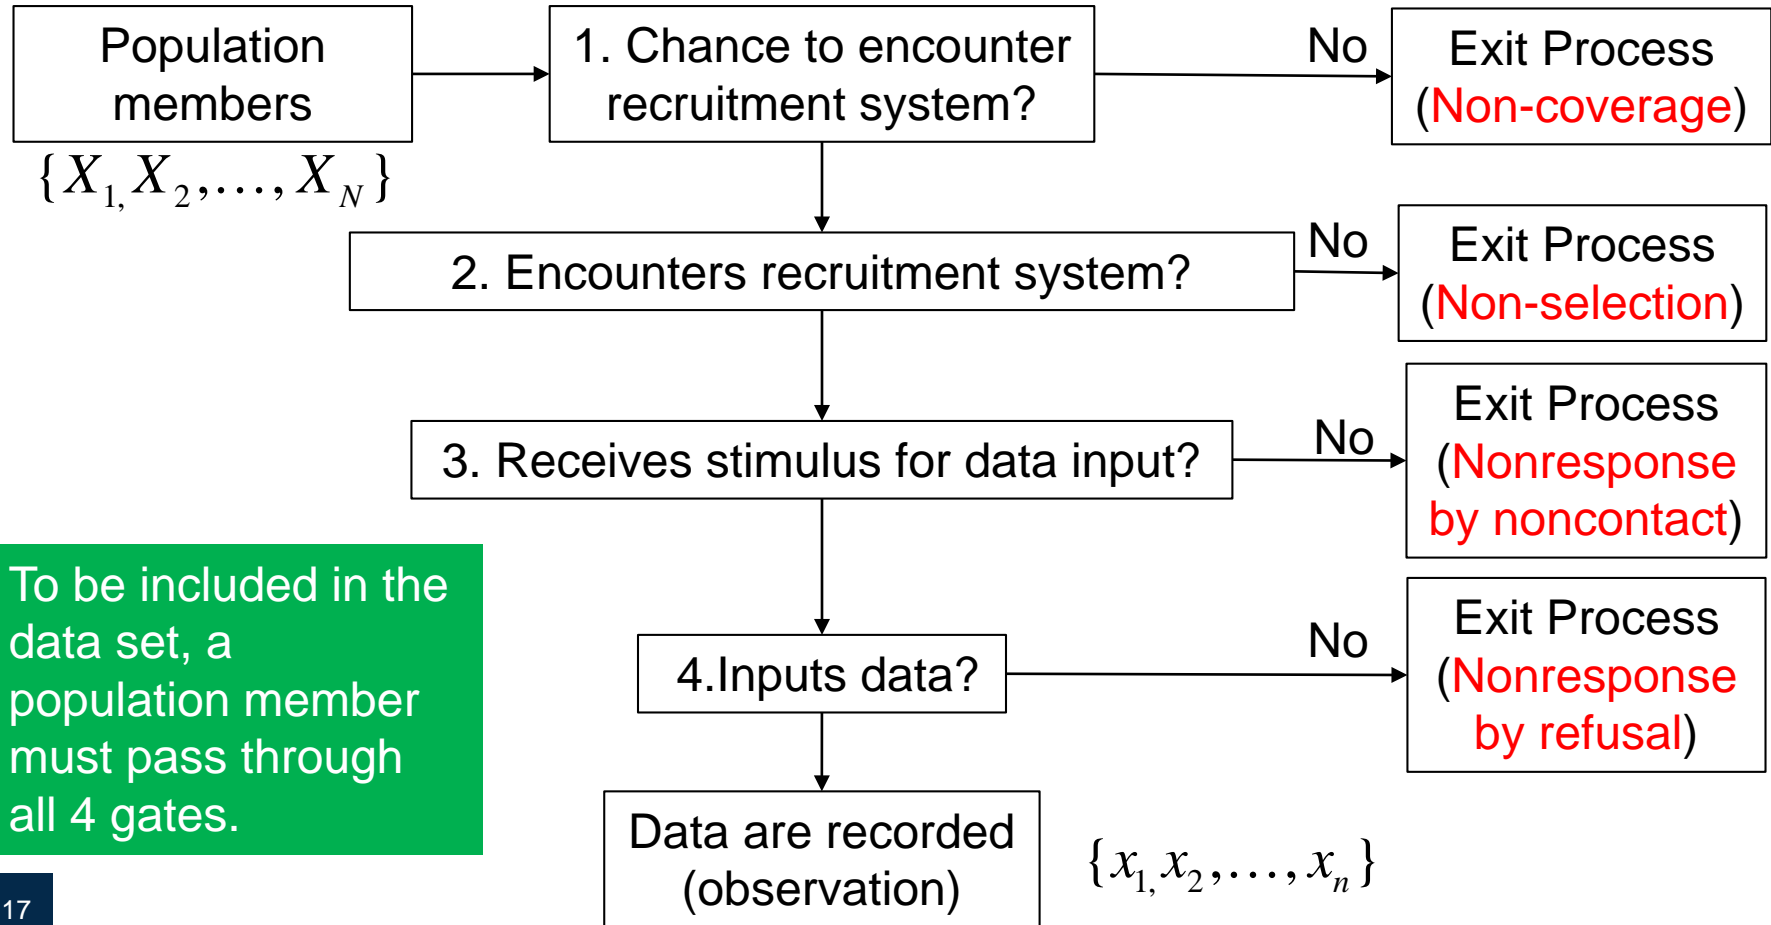 Population
members
{X1, X2,..., XN}
1. Chance to encounter
recruitment system?
No
Exit Process
(Non-coverage)
2. Encounters recruitment system?
No
Exit Process
(Non-selection)
3. Receives stimulus for data input?
No
Exit Process
(Nonresponse
by noncontact)
To be included in the
data set, a
population member
must pass through
all 4 gates.
4.Inputs data?
No
Exit Process
(Nonresponse
by refusal)
Data are recorded
(observation)
{x1, x2,..., xn}
17